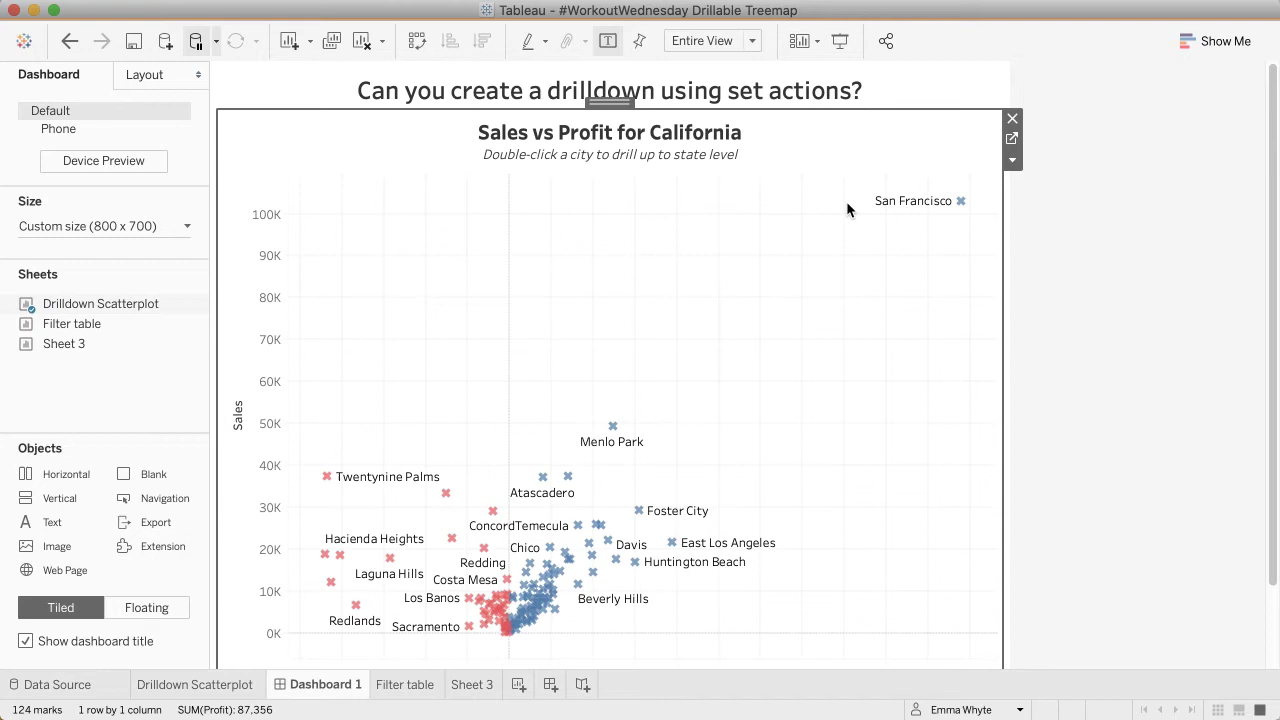 Tableau - #WorkoutWednesday Drillable Treemap
Entire View
Show Me
Dashboard
Layout
Default
Phone
Device Preview
Size
Custom size (800 x 700)
Sheets
Drilldown Scatterplot
Filter table
Sheet 3
Objects
Horizontal
Blank
Vertical
Navigation
Text
Export
Image
Extension
Web Page
Tiled
Floating
Show dashboard title
Can you create a drilldown using set actions?
Sales vs Profit for California
Double-click a city to drill up to state level
San Francisco
100K
90K
80K
70K
60K
50K
40K
30K
20K
10K
0K
Sales
Menlo Park
Twentynine Palms
Atascadero
Foster City
ConcordTemecula
Hacienda Heights
Chico
Davis
East Los Angeles
Redding
Huntington Beach
Laguna Hills
Costa Mesa
Los Banos
Beverly Hills
Redlands
Sacramento
Data Source
Drilldown Scatterplot
Dashboard 1
Filter table
Sheet 3
124 marks
1 row by 1 column
SUM(Profit): 87,356
Emma Whyte